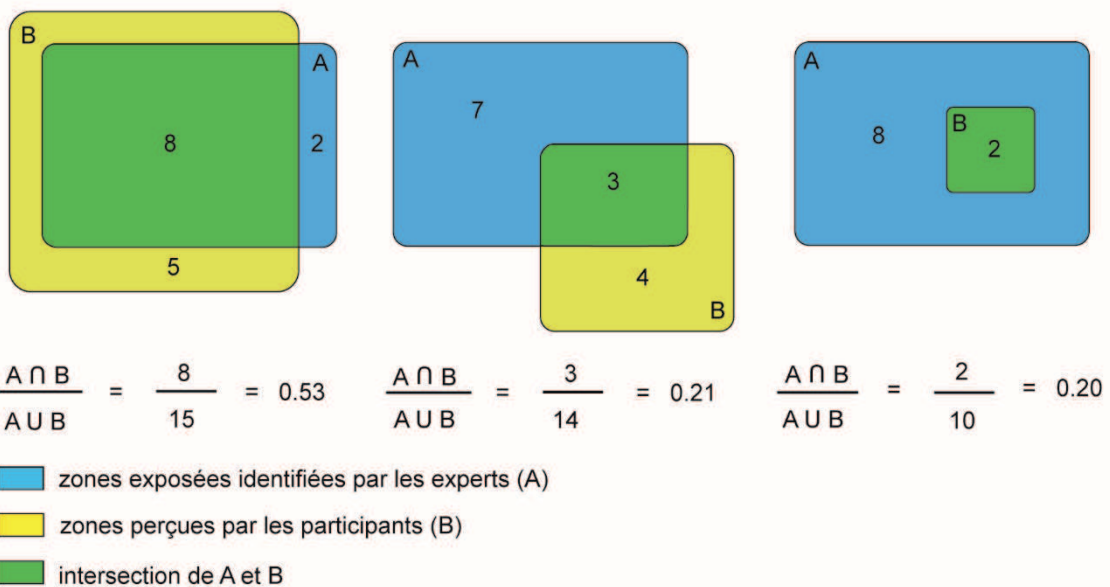 B
A
8
2
5
A
7
3
4
B
A
8
B
2
A ∩ B / A ∪ B = 8 / 15 = 0.53
A ∩ B / A ∪ B = 3 / 14 = 0.21
A ∩ B / A ∪ B = 2 / 10 = 0.20
zones exposées identifiées par les experts (A)
zones perçues par les participants (B)
intersection de A et B